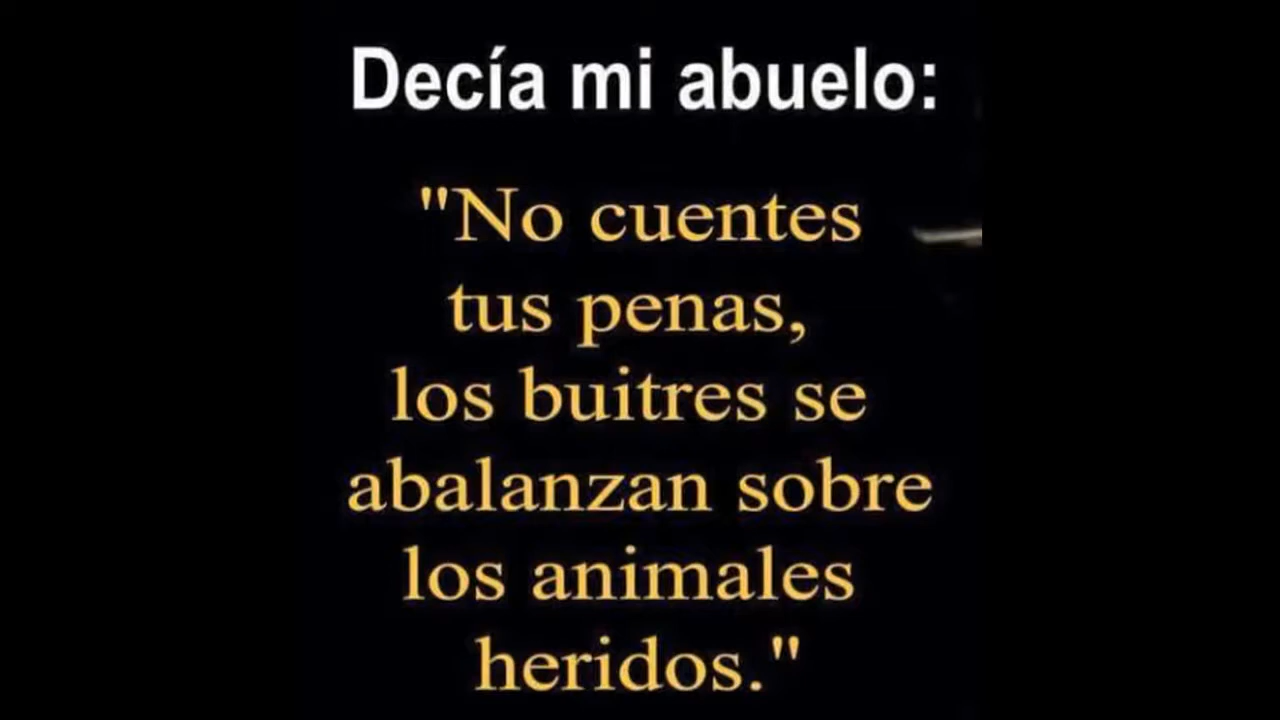 Decía mi abuelo:
"No cuentes
tus penas,
los buitres se
abalanzan sobre
los animales
heridos."